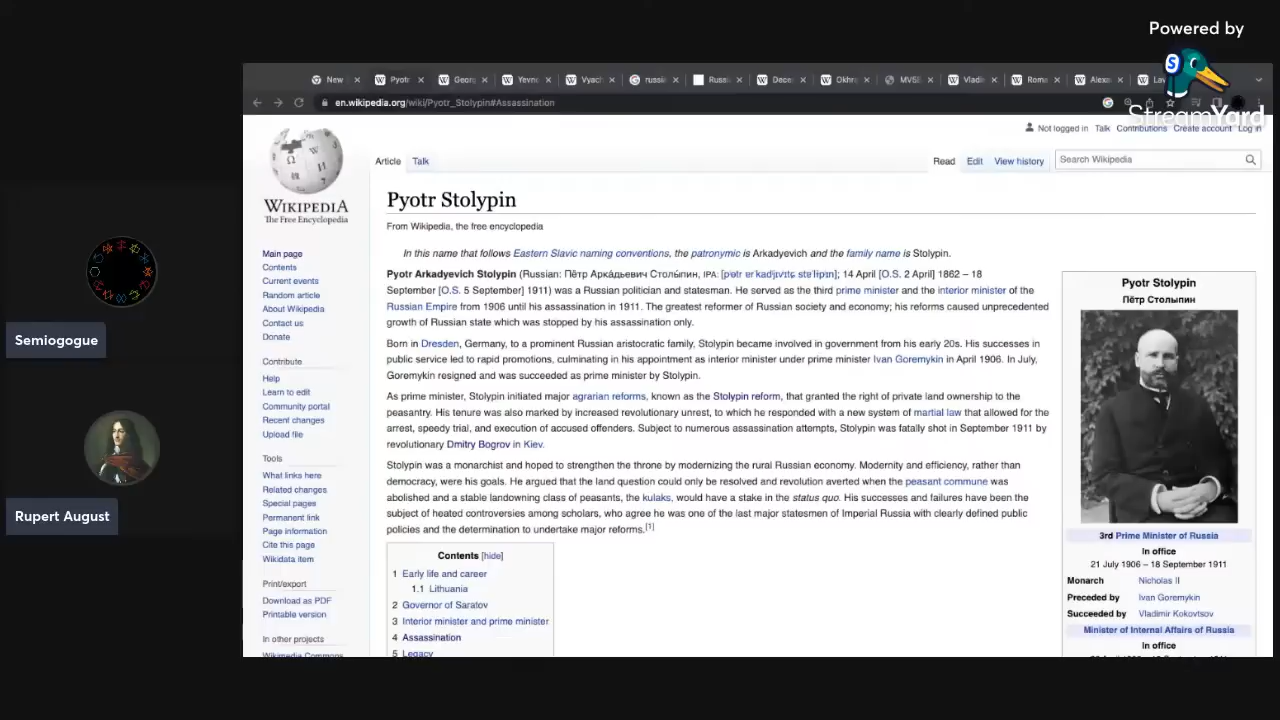 Powered by
StreamYard
New
Pyotr
Georg
Yevne
Vyach
russia
Russi
Dece
Okhra
MVSE
Vladi
Roma
Alexa
Lav
en.wikipedia.org/wiki/Pyotr_Stolypin#Assassination
Not logged in Talk Contributions Create account Log in
Article Talk Read Edit View history Search Wikipedia
WIKIPEDIA
The Free Encyclopedia
Pyotr Stolypin
From Wikipedia, the free encyclopedia
In this name that follows Eastern Slavic naming conventions, the patronymic is Arkadyevich and the family name is Stolypin.
Pyotr Arkadyevich Stolypin (Russian: Пётр Арка́дьевич Столы́пин, IPA: 14 April [O.S. 2 April] 1862 – 18
September [O.S. 5 September] 1911) was a Russian politician and statesman. He served as the third prime minister and the interior minister of the
Russian Empire from 1906 until his assassination in 1911. The greatest reformer of Russian society and economy; his reforms caused unprecedented
growth of Russian state which was stopped by his assassination only.
Born in Dresden, Germany, to a prominent Russian aristocratic family, Stolypin became involved in government from his early 20s. His successes in
public service led to rapid promotions, culminating in his appointment as interior minister under prime minister Ivan Goremykin in April 1906. In July,
Goremykin resigned and was succeeded as prime minister by Stolypin.
As prime minister, Stolypin initiated major agrarian reforms, known as the Stolypin reform, that granted the right of private land ownership to the
peasantry. His tenure was also marked by increased revolutionary unrest, to which he responded with a new system of martial law that allowed for the
arrest, speedy trial, and execution of accused offenders. Subject to numerous assassination attempts, Stolypin was fatally shot in September 1911 by
revolutionary Dmitry Bogrov in Kiev.
Stolypin was a monarchist and hoped to strengthen the throne by modernizing the rural Russian economy. Modernity and efficiency, rather than
democracy, were his goals. He argued that the land question could only be resolved and revolution averted when the peasant commune was
abolished and a stable landowning class of peasants, the kulaks, would have a stake in the status quo. His successes and failures have been the
subject of heated controversies among scholars, who agree he was one of the last major statesmen of Imperial Russia with clearly defined public
policies and the determination to undertake major reforms.[1]
Contents [hide]
1 Early life and career
1.1 Lithuania
2 Governor of Saratov
3 Interior minister and prime minister
4 Assassination
5 Legacy
Main page
Contents
Current events
Random article
About Wikipedia
Contact us
Donate
Contribute
Help
Learn to edit
Community portal
Recent changes
Upload file
Tools
What links here
Related changes
Special pages
Permanent link
Page information
Cite this page
Wikidata item
Print/export
Download as PDF
Printable version
In other projects
Wikimedia Commons
Pyotr Stolypin
Пётр Столыпин
3rd Prime Minister of Russia
In office
21 July 1906 – 18 September 1911
Monarch Nicholas II
Preceded by Ivan Goremykin
Succeeded by Vladimir Kokovtsov
Minister of Internal Affairs of Russia
In office
Semiogogue
Rupert August